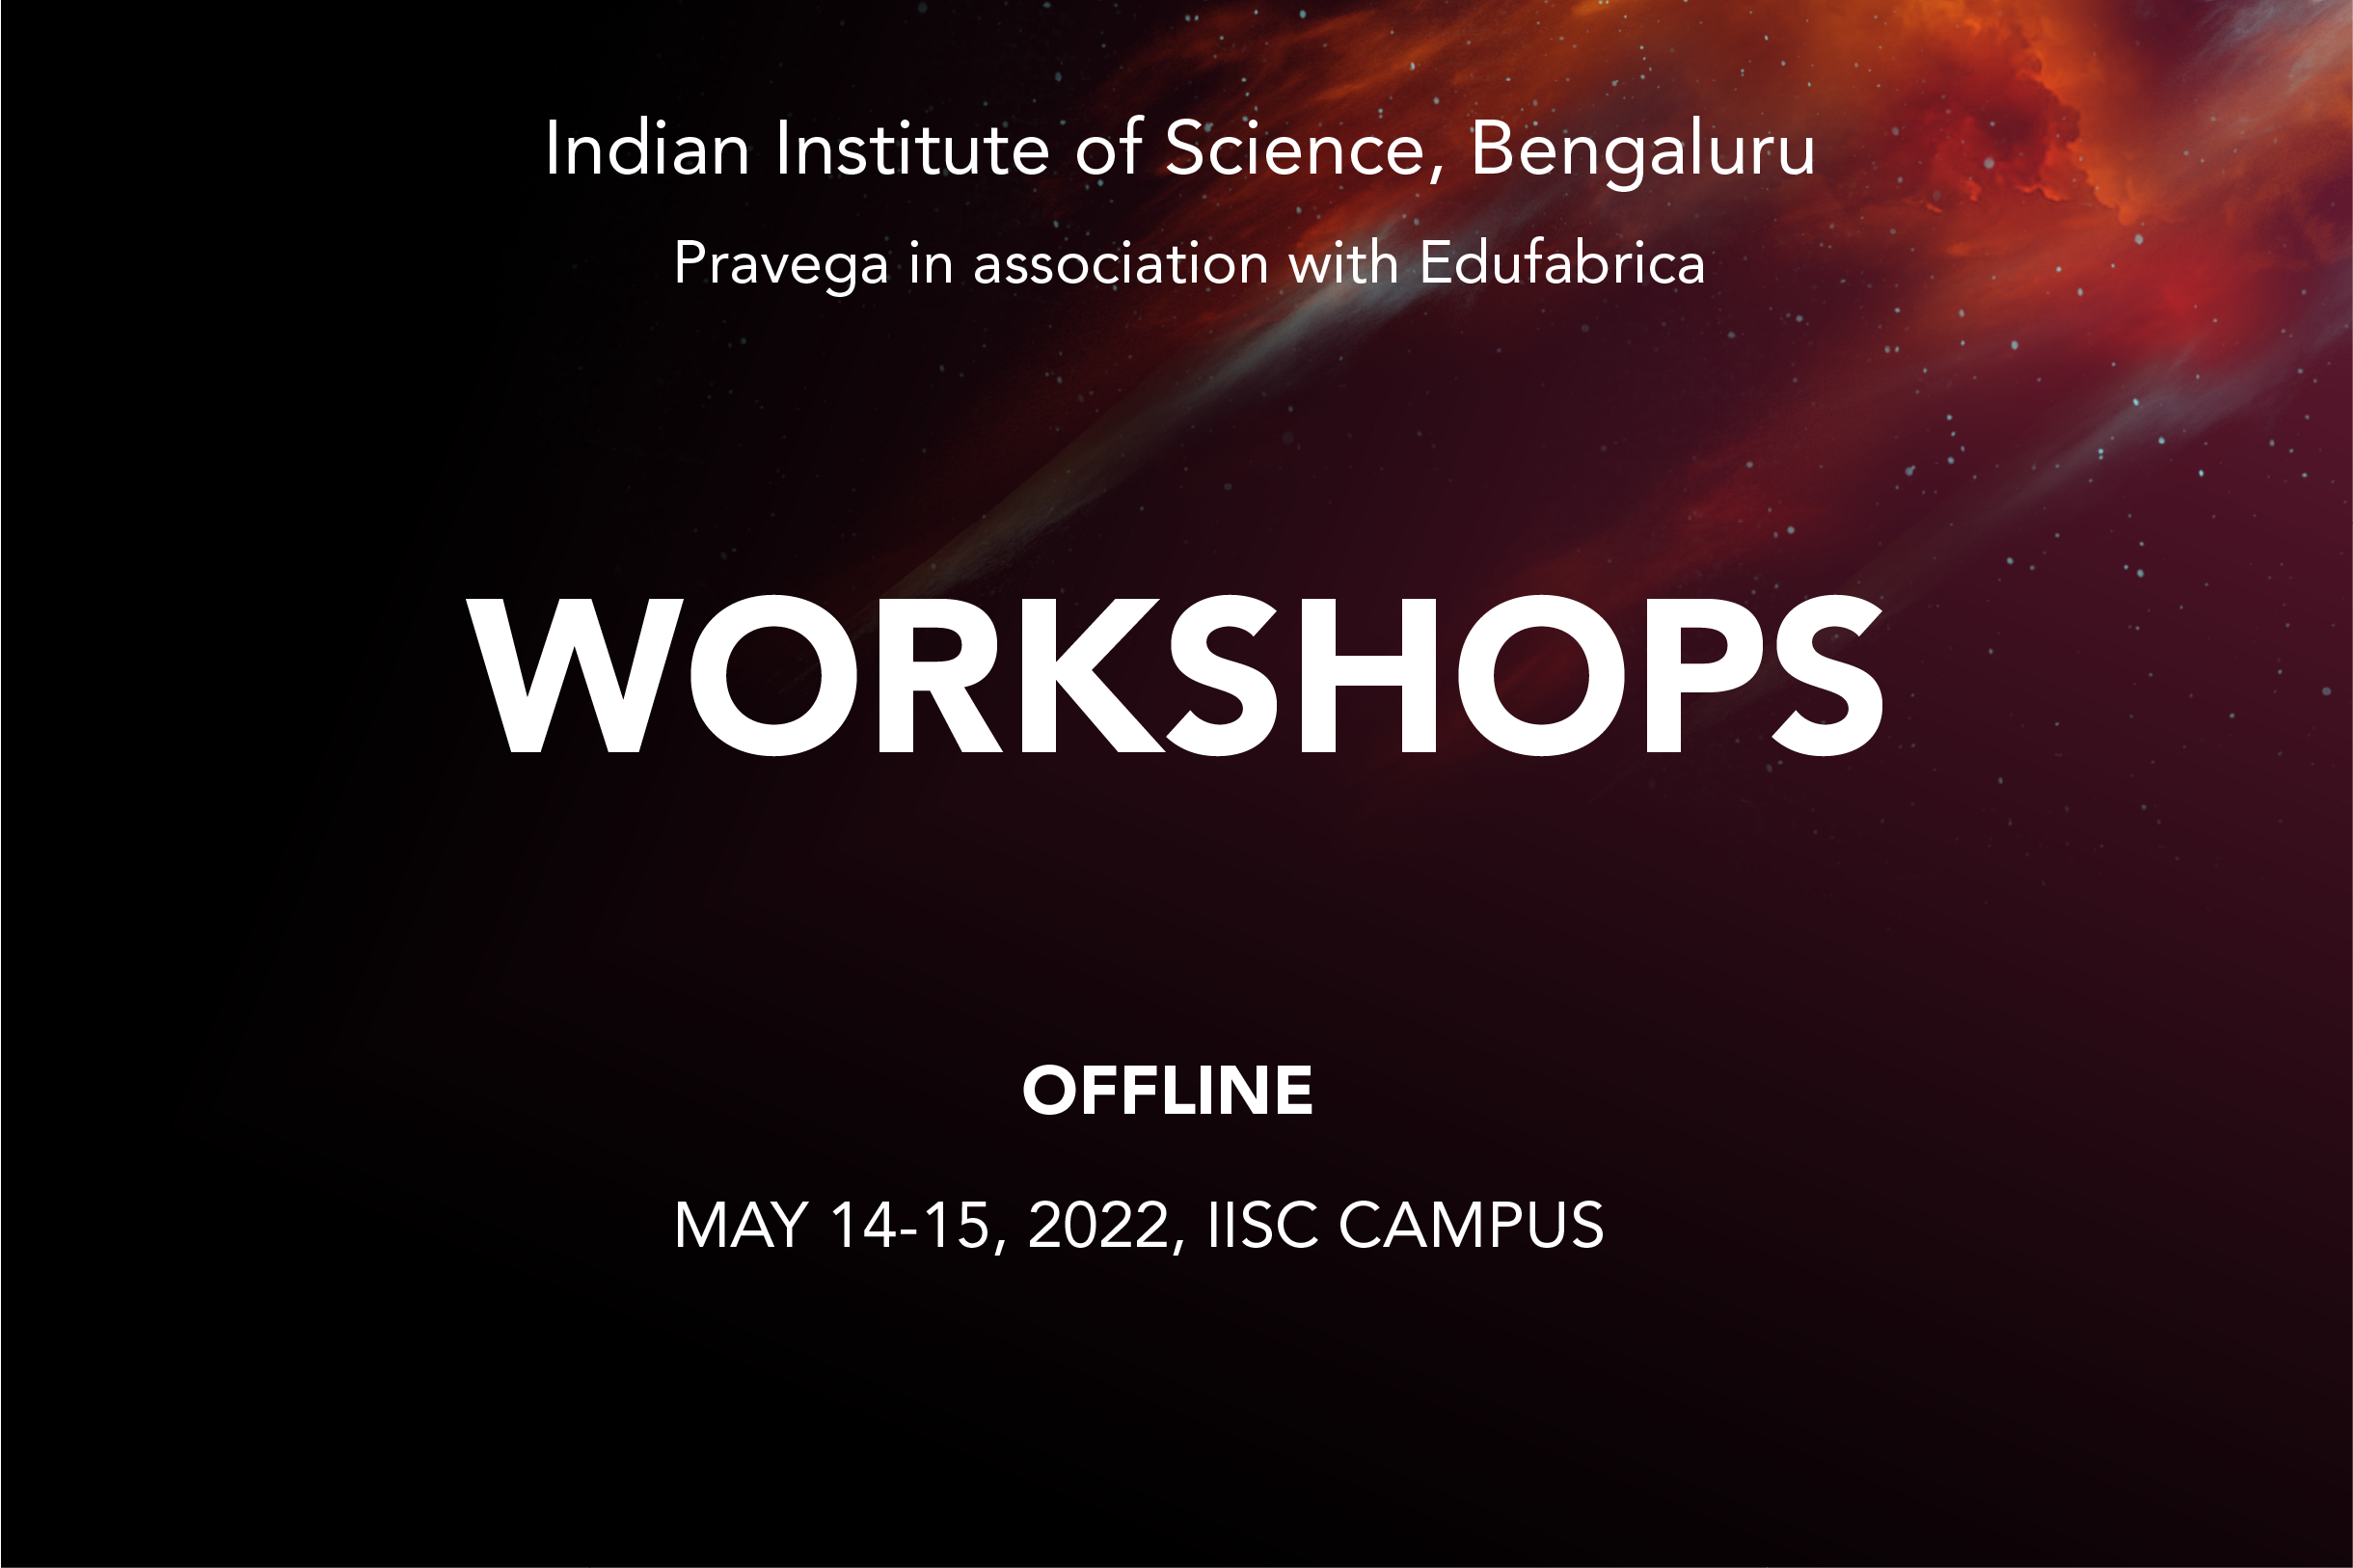 Indian Institute of Science, Bengaluru
Pravega in association with Edufabrica
WORKSHOPS
OFFLINE
MAY 14-15, 2022, IISC CAMPUS